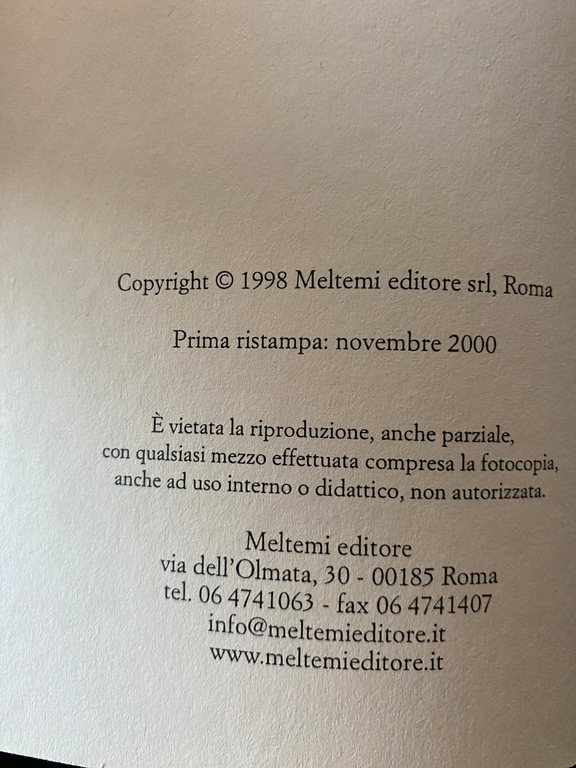 Copyright © 1998 Meltemi editore srl, Roma
Prima ristampa: novembre 2000
È vietata la riproduzione, anche parziale,
con qualsiasi mezzo effettuata compresa la fotocopia,
anche ad uso interno o didattico, non autorizzata.
Meltemi editore
via dell'Olmata, 30 - 00185 Roma
tel. 06 4741063 - fax 06 4741407
info@meltemieditore.it
www.meltemieditore.it